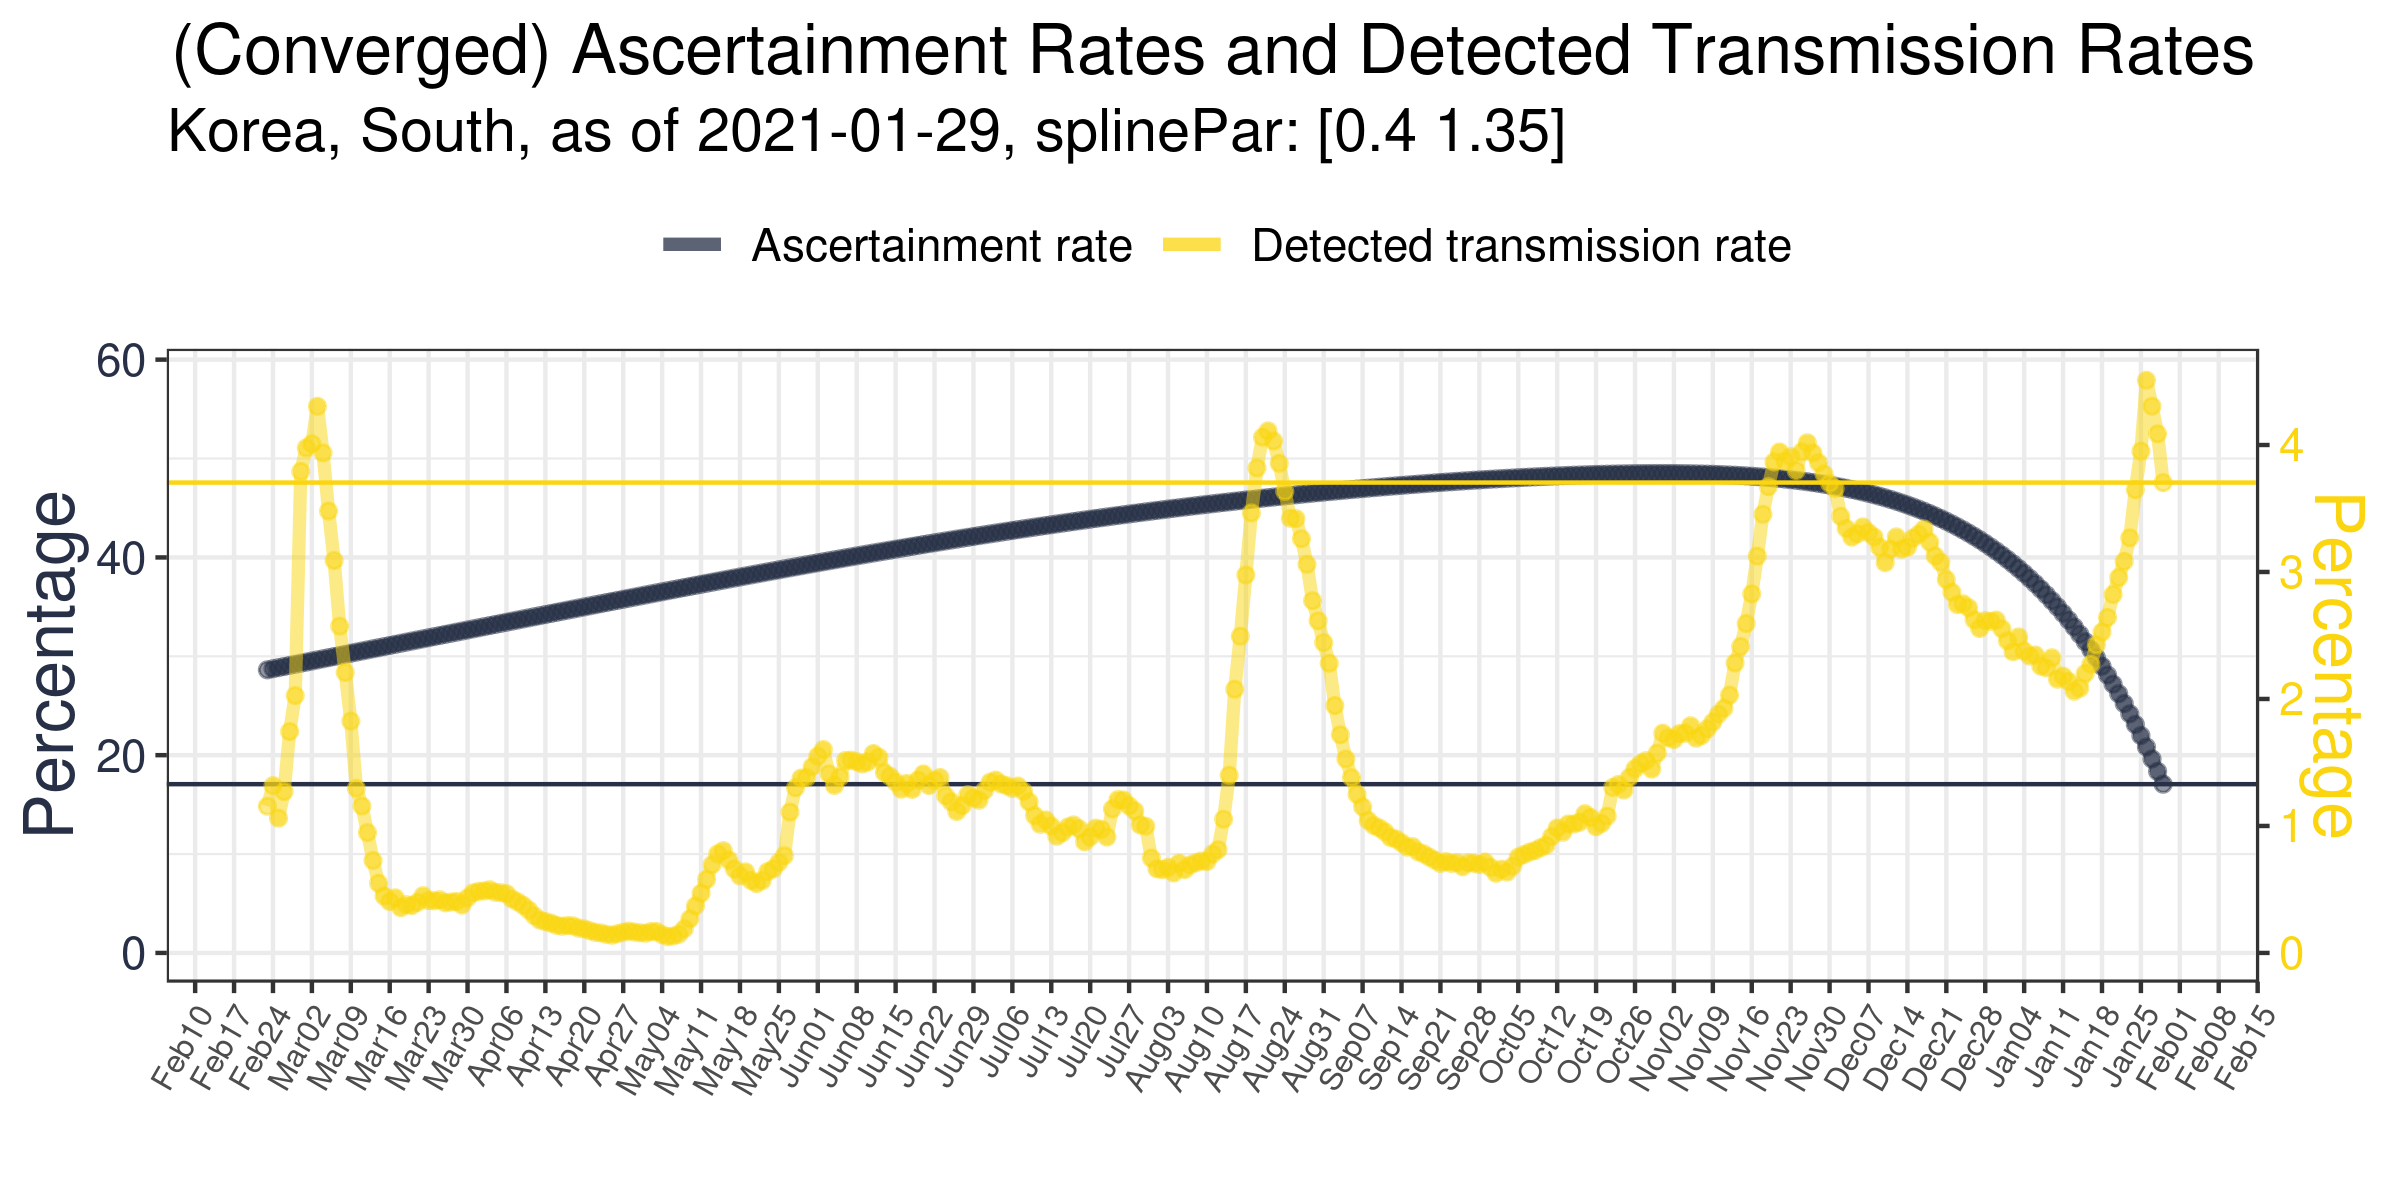 (Converged) Ascertainment Rates and Detected Transmission Rates
Korea, South, as of 2021-01-29, splinePar: [0.4 1.35]
Ascertainment rate
Detected transmission rate
Percentage
60
40
20
0
4
3
2
1
0
Percentage
Feb10
Feb17
Feb24
Mar02
Mar09
Mar16
Mar23
Mar30
Apr06
Apr13
Apr20
Apr27
May04
May11
May18
May25
Jun01
Jun08
Jun15
Jun22
Jun29
Jul06
Jul13
Jul20
Jul27
Aug03
Aug10
Aug17
Aug24
Aug31
Sep07
Sep14
Sep21
Sep28
Oct05
Oct12
Oct19
Oct26
Nov02
Nov09
Nov16
Nov23
Nov30
Dec07
Dec14
Dec21
Dec28
Jan04
Jan11
Jan18
Jan25
Feb01
Feb08
Feb15